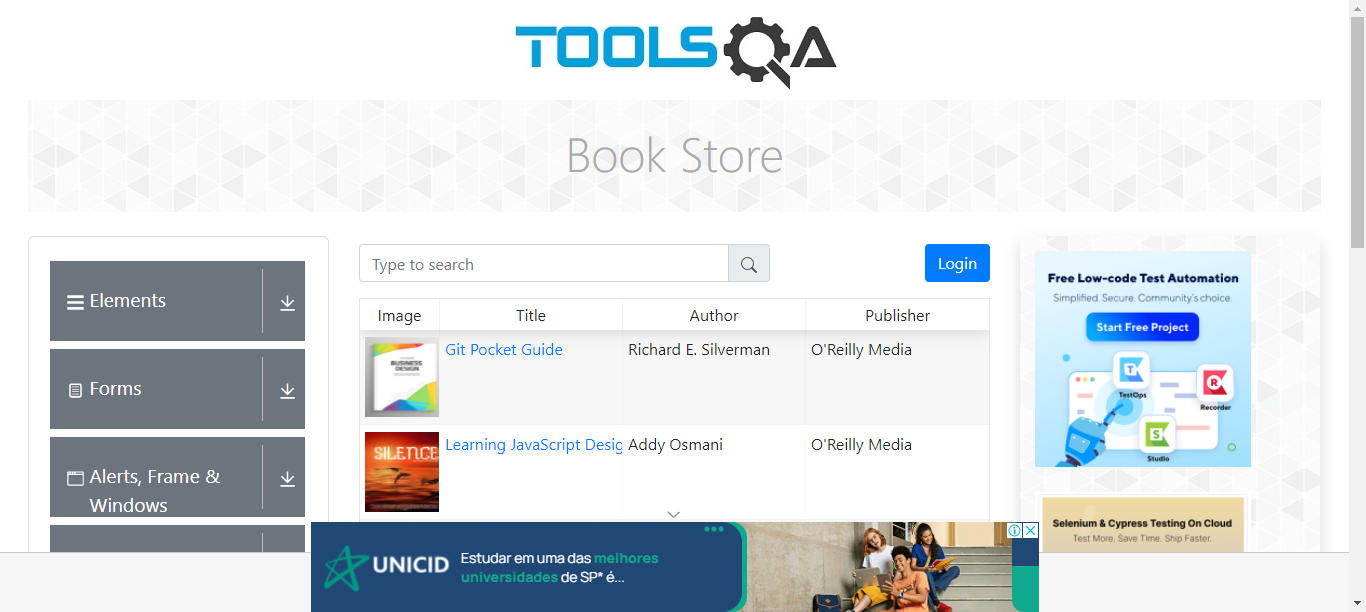 TOOLSQA
Book Store
Elements
Forms
Alerts, Frame &
Windows
Type to search
Login
Image Title Author Publisher
BUSINESS
DESIGN
Git Pocket Guide Richard E. Silverman O'Reilly Media
SILENCE
Learning JavaScript Desig Addy Osmani O'Reilly Media
Free Low-code Test Automation
Simplified. Secure. Community's choice.
Start Free Project
TestOps
Recorder
Studio
Selenium & Cypress Testing On Cloud
Test More. Save Time. Ship Faster.
UNICID
Estudar em uma das melhores
universidades de SP* é...